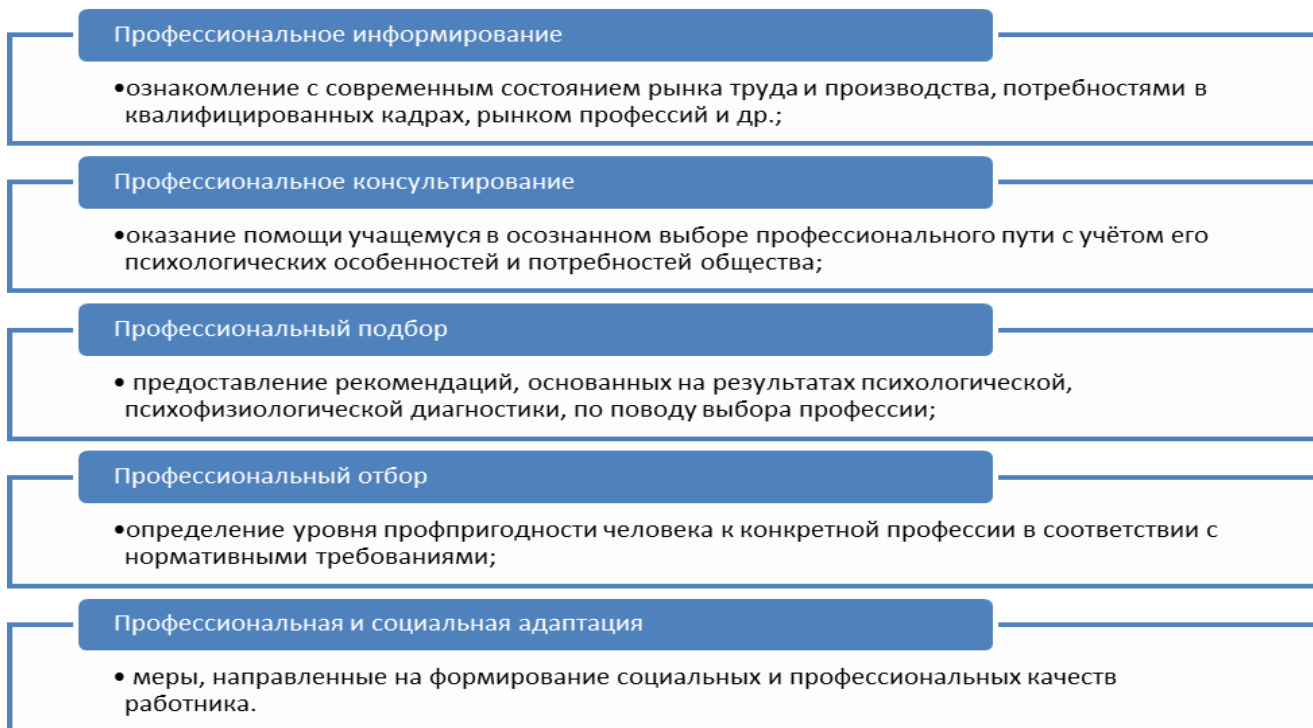 Профессиональное информирование
•ознакомление с современным состоянием рынка труда и производства, потребностями в
квалифицированных кадрах, рынком профессий и др.;
Профессиональное консультирование
•оказание помощи учащемуся в осознанном выборе профессионального пути с учётом его
психологических особенностей и потребностей общества;
Профессиональный подбор
• предоставление рекомендаций, основанных на результатах психологической,
психофизиологической диагностики, по поводу выбора профессии;
Профессиональный отбор
•определение уровня профпригодности человека к конкретной профессии в соответствии с
нормативными требованиями;
Профессиональная и социальная адаптация
• меры, направленные на формирование социальных и профессиональных качеств
работника.